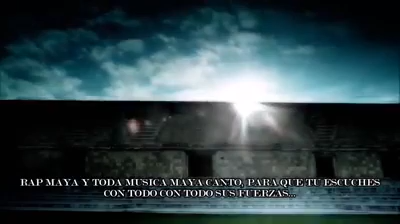 RAP MAYA Y TODA MUSICA MAYA CANTO, PARA QUE TU ESCUCHES
CON TODO CON TODO SUS FUERZAS...